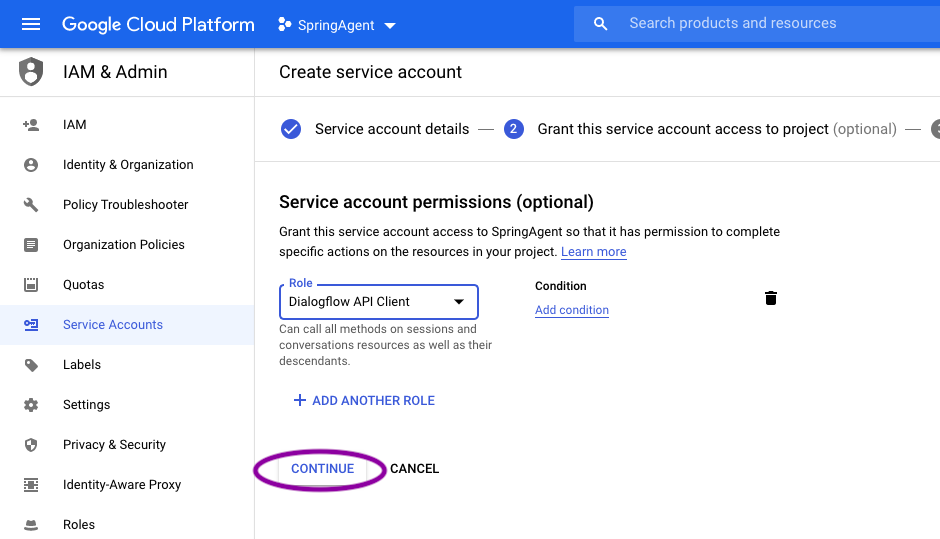 Google Cloud Platform SpringAgent Search products and resources
IAM & Admin
Create service account
IAM
Identity & Organization
Policy Troubleshooter
Organization Policies
Quotas
Service Accounts
Labels
Settings
Privacy & Security
Identity-Aware Proxy
Roles
Service account details — 2 Grant this service account access to project (optional) —
Service account permissions (optional)
Grant this service account access to SpringAgent so that it has permission to complete
specific actions on the resources in your project. Learn more
Role
Dialogflow API Client
Can call all methods on sessions and
conversations resources as well as their
descendants.
Condition
Add condition
+ ADD ANOTHER ROLE
CONTINUE CANCEL